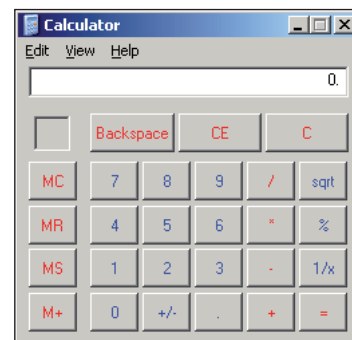 Calculator
Edit View Help
0.
Backspace CE C
MC 7 8 9 / sqrt
MR 4 5 6 * %
MS 1 2 3 - 1/x
M+ 0 +/- . + =